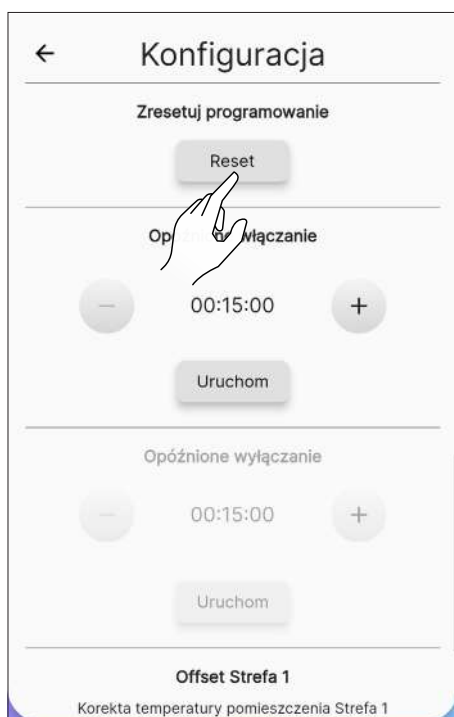 Konfiguracja
Zresetuj programowanie
Reset
włączanie
00:15:00
Uruchom
Opóźnione wyłączanie
00:15:00
Uruchom
Offset Strefa 1
Korekta temperatury pomieszczenia Strefa 1